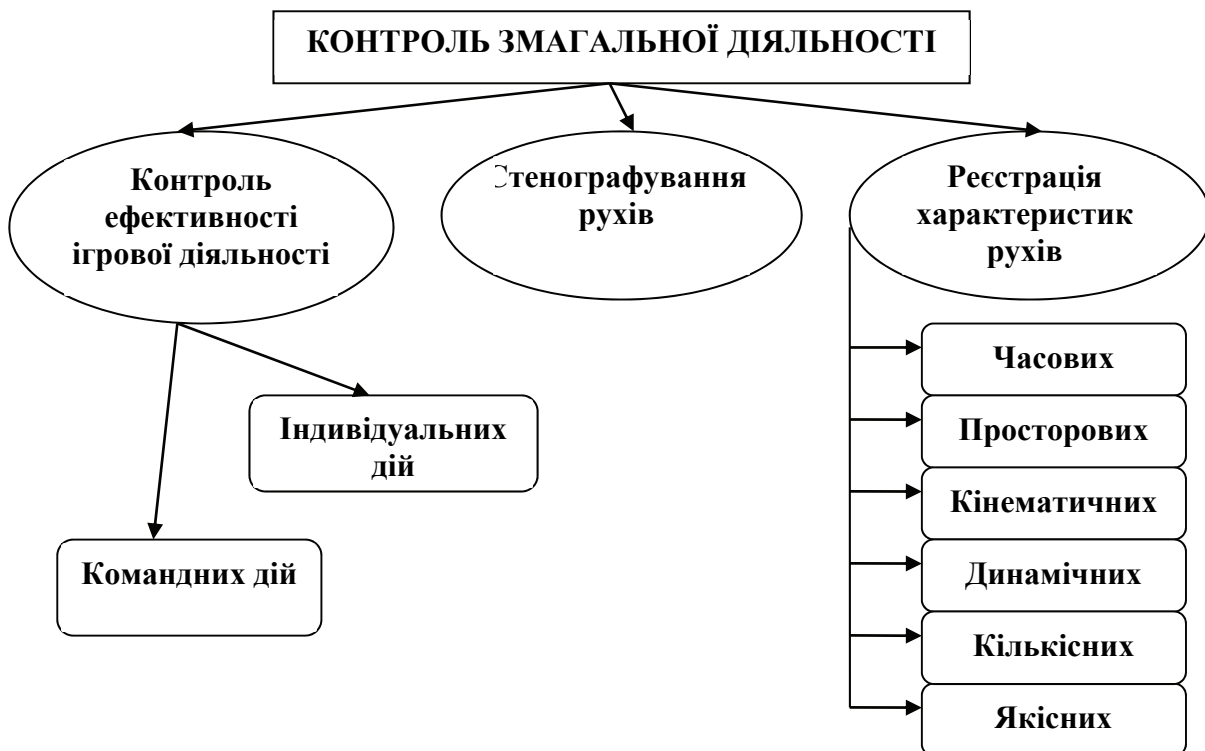 КОНТРОЛЬ ЗМАГАЛЬНОЇ ДІЯЛЬНОСТІ
Контроль
ефективності
ігрової діяльності
Стенографування
рухів
Реєстрація
характеристик
рухів
Індивідуальних
дій
Командних дій
Часових
Просторових
Кінематичних
Динамічних
Кількісних
Якісних